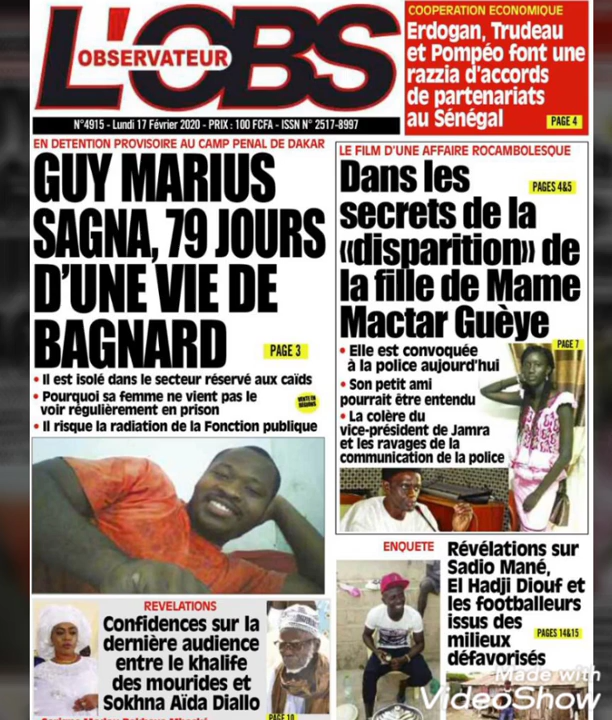 L'OBS
OBSERVATEUR
N°4915 - Lundi 17 Février 2020 - PRIX : 100 FCFA - ISSN N° 2517-8997
COOPERATION ECONOMIQUE
Erdogan, Trudeau
et Pompéo font une
razzia d'accords
de partenariats
au Sénégal
PAGE 4
EN DETENTION PROVISOIRE AU CAMP PENAL DE DAKAR
GUY MARIUS
SAGNA, 79 JOURS
D'UNE VIE DE
BAGNARD
PAGE 3
• Il est isolé dans le secteur réservé aux caïds
• Pourquoi sa femme ne vient pas le
voir régulièrement en prison
• Il risque la radiation de la Fonction publique
LE FILM D'UNE AFFAIRE ROCAMBOLESQUE
Dans les
PAGES 4&5
secrets de la
«disparition» de
la fille de Mame
Mactar Guèye
PAGE 7
• Elle est convoquée
à la police aujourd'hui
• Son petit ami
pourrait être entendu
• La colère du
vice-président de Jamra
et les ravages de la
communication de la police
REVELATIONS
Confidences sur la
dernière audience
entre le khalife
des mourides et
Sokhna Aïda Diallo
PAGE 10
ENQUETE
Révélations sur
Sadio Mané,
El Hadji Diouf et
les footballeurs
issus des
milieux
PAGES 14&15
défavorisés
Made with
VideoShow